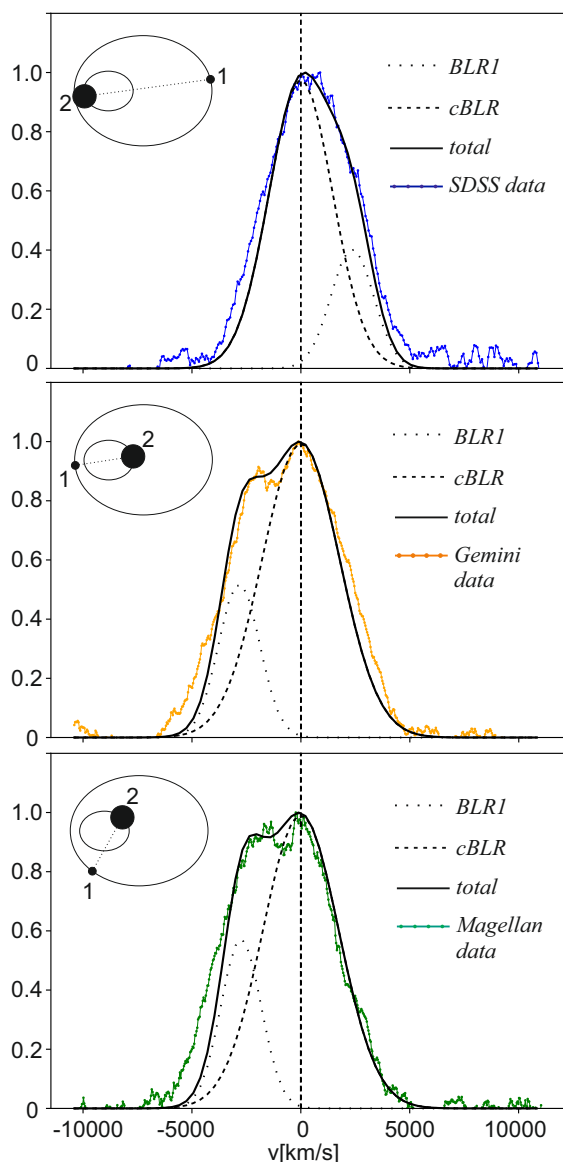 1
2
1.0
0.8
0.6
0.4
0.2
0
BLR1
cBLR
total
SDSS data
2
1
1.0
0.8
0.6
0.4
0.2
0
BLR1
cBLR
total
Gemini
data
2
1
1.0
0.8
0.6
0.4
0.2
0
BLR1
cBLR
total
Magellan
data
-10000 -5000 0 5000 10000
v[km/s]